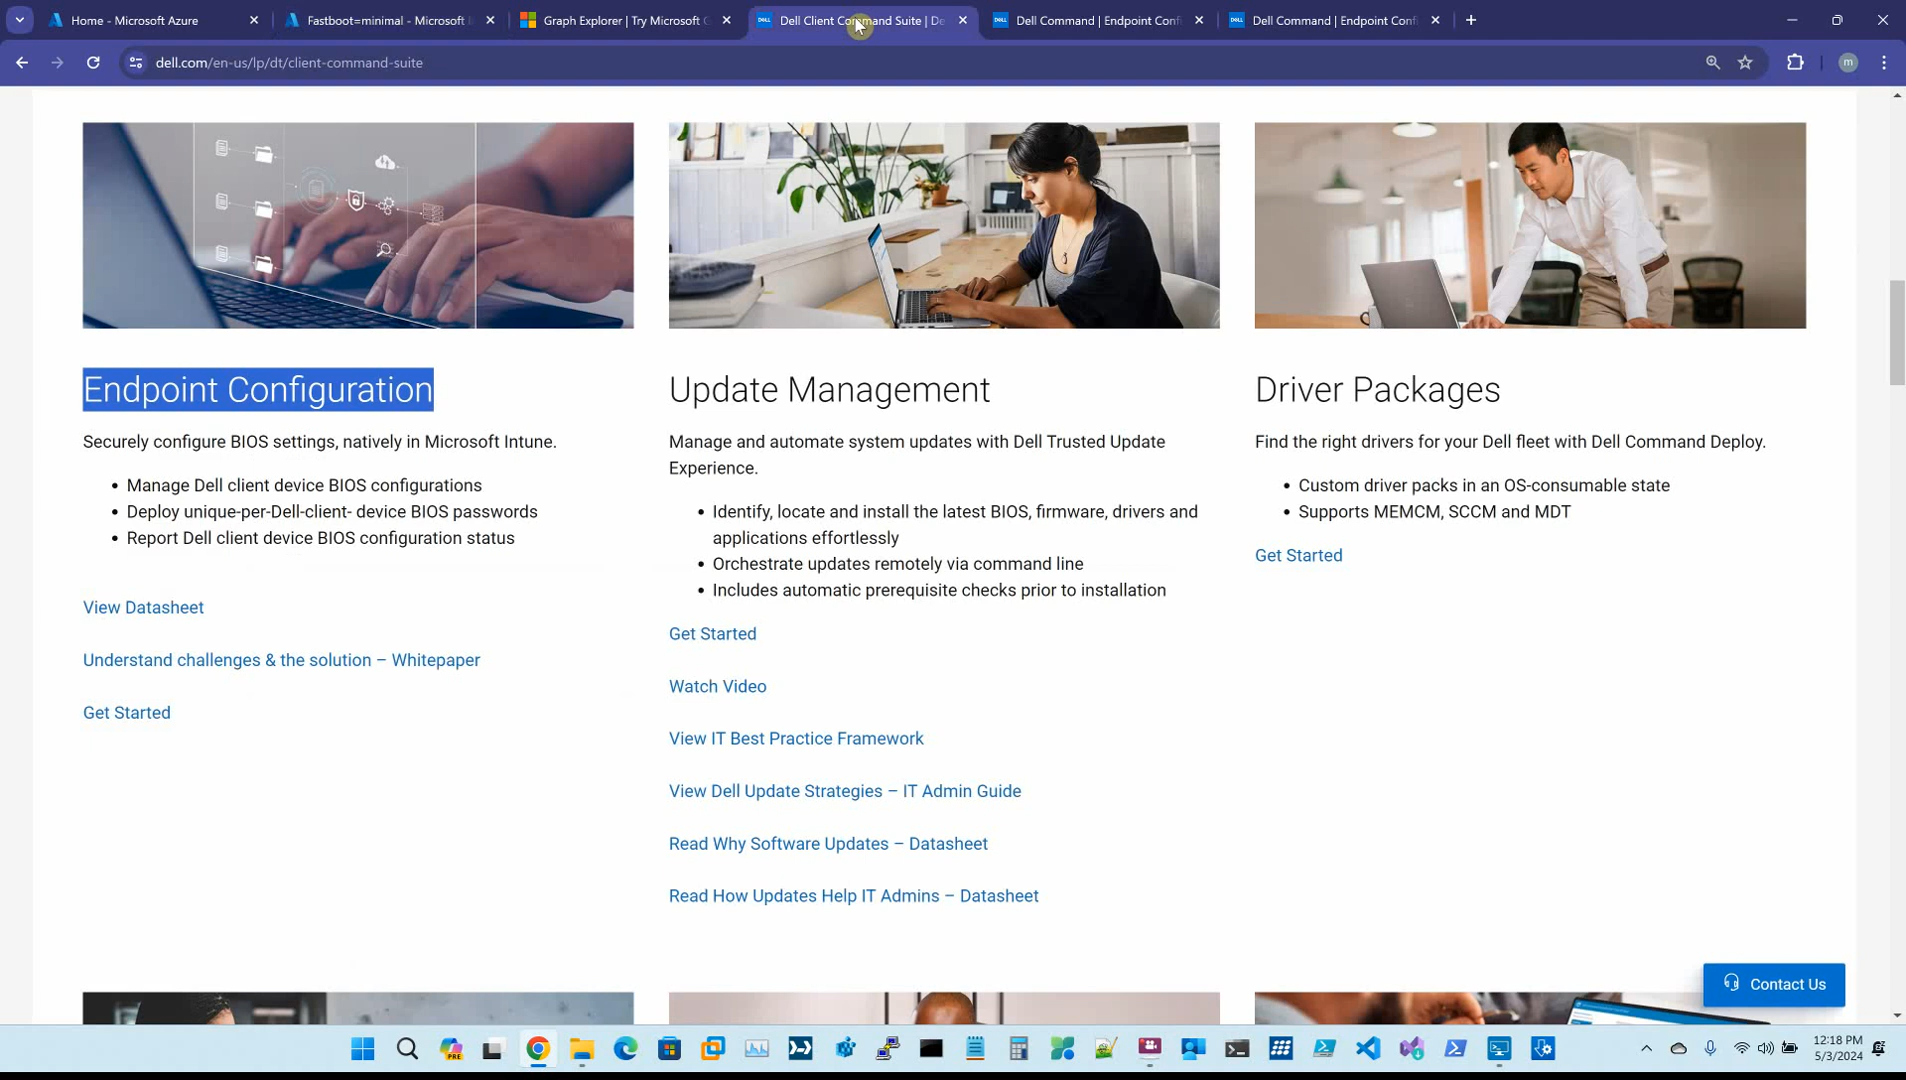 Home - Microsoft Azure
Fastboot=minimal - Microsoft
Graph Explorer | Try Microsoft G
Dell Client Command Suite | De
Dell Command | Endpoint Confi
Dell Command | Endpoint Confi
dell.com/en-us/lp/dt/client-command-suite
m
Endpoint Configuration
Securely configure BIOS settings, natively in Microsoft Intune.
• Manage Dell client device BIOS configurations
• Deploy unique-per-Dell-client- device BIOS passwords
• Report Dell client device BIOS configuration status
View Datasheet
Understand challenges & the solution – Whitepaper
Get Started
Update Management
Manage and automate system updates with Dell Trusted Update
Experience.
• Identify, locate and install the latest BIOS, firmware, drivers and
applications effortlessly
• Orchestrate updates remotely via command line
• Includes automatic prerequisite checks prior to installation
Get Started
Watch Video
View IT Best Practice Framework
View Dell Update Strategies – IT Admin Guide
Read Why Software Updates – Datasheet
Read How Updates Help IT Admins – Datasheet
Driver Packages
Find the right drivers for your Dell fleet with Dell Command Deploy.
• Custom driver packs in an OS-consumable state
• Supports MEMCM, SCCM and MDT
Get Started
Contact Us
PRE
12:18 PM
5/3/2024